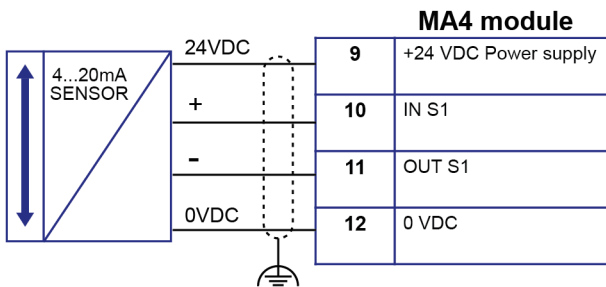 MA4 module
24VDC
9
+24 VDC Power supply
4...20mA
SENSOR
+
10
IN S1
-
11
OUT S1
0VDC
12
0 VDC